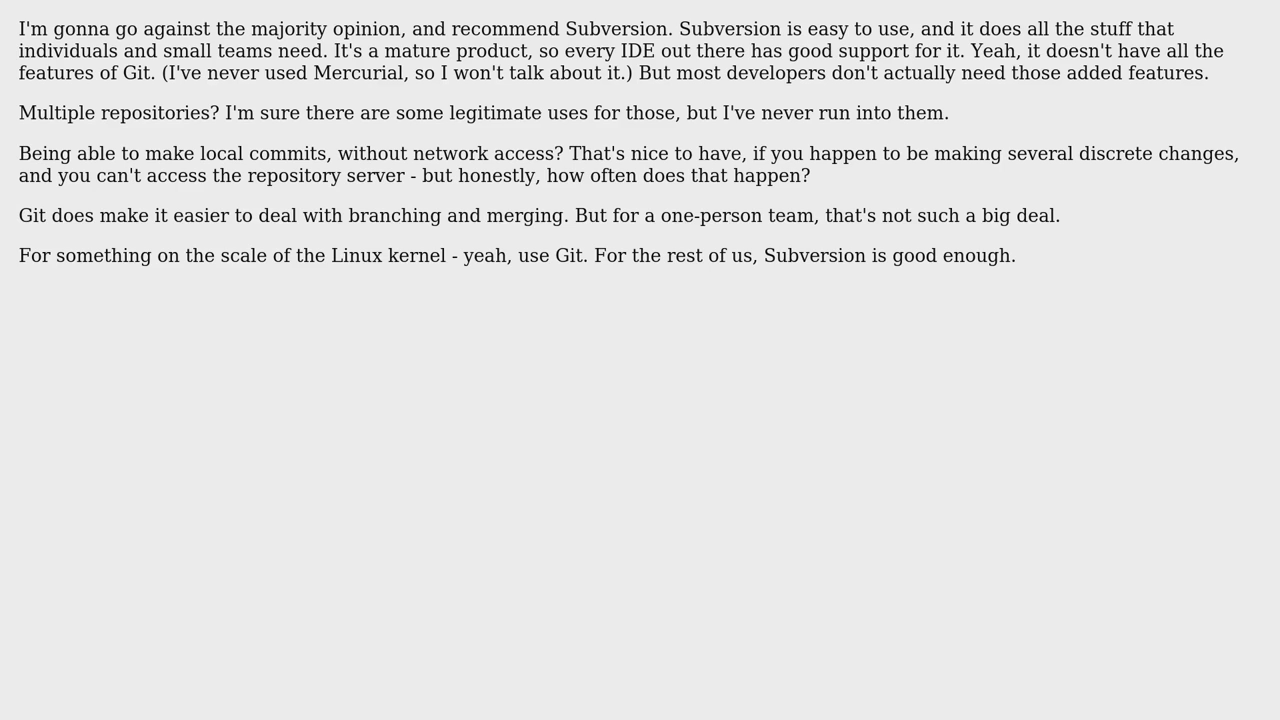 I'm gonna go against the majority opinion, and recommend Subversion. Subversion is easy to use, and it does all the stuff that
individuals and small teams need. It's a mature product, so every IDE out there has good support for it. Yeah, it doesn't have all the
features of Git. (I've never used Mercurial, so I won't talk about it.) But most developers don't actually need those added features.
Multiple repositories? I'm sure there are some legitimate uses for those, but I've never run into them.
Being able to make local commits, without network access? That's nice to have, if you happen to be making several discrete changes,
and you can't access the repository server - but honestly, how often does that happen?
Git does make it easier to deal with branching and merging. But for a one-person team, that's not such a big deal.
For something on the scale of the Linux kernel - yeah, use Git. For the rest of us, Subversion is good enough.